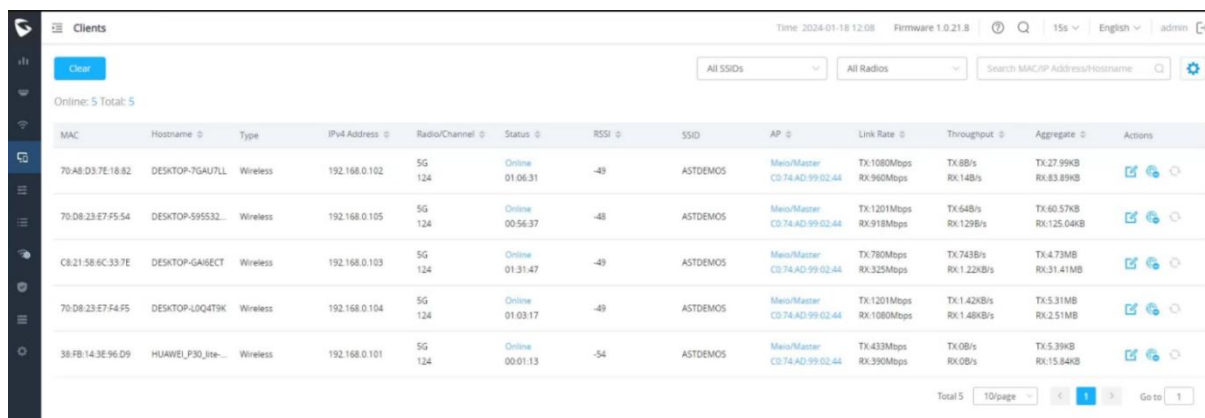 Clients Time 2024-01-18 12:08 Firmware 1.0.21.8 15s English admin
Clear All SSIDs All Radios Search MAC/IP Address/Hostname
Online: 5 Total: 5
MAC Hostname Type IPv4 Address Radio/Channel Status RSSI SSID AP Link Rate Throughput Aggregate Actions
5G Online Meio/Master TX:1080Mbps TX:8B/s TX:27.99KB
70:A8:D3:7E:18:82 DESKTOP-7GAU7LL Wireless 192.168.0.102 -49 ASTDEMOS
124 01:06:31 C0:74:AD:99:02:44 RX:960Mbps RX:14B/s RX:83.89KB
5G Online Meio/Master TX:1201Mbps TX:64B/s TX:60.57KB
70:D8:23:E7:F5:54 DESKTOP-595532... Wireless 192.168.0.105 -48 ASTDEMOS
124 00:56:37 C0:74:AD:99:02:44 RX:918Mbps RX:129B/s RX:125.04KB
5G Online Meio/Master TX:780Mbps TX:743B/s TX:4.73MB
C8:21:58:6C:33:7E DESKTOP-GAI6ECT Wireless 192.168.0.103 -49 ASTDEMOS
124 01:31:47 C0:74:AD:99:02:44 RX:325Mbps RX:1.22KB/s RX:31.41MB
5G Online Meio/Master TX:1201Mbps TX:1.42KB/s TX:5.31MB
70:D8:23:E7:F4:F5 DESKTOP-L0Q4T9K Wireless 192.168.0.104 -49 ASTDEMOS
124 01:03:17 C0:74:AD:99:02:44 RX:1080Mbps RX:1.48KB/s RX:2.51MB
5G Online Meio/Master TX:433Mbps TX:0B/s TX:5.39KB
38:FB:14:3E:96:D9 HUAWEI_P30_lite-... Wireless 192.168.0.101 -54 ASTDEMOS
124 00:01:13 C0:74:AD:99:02:44 RX:390Mbps RX:0B/s RX:15.84KB
Total 5 10/page 1 Go to 1